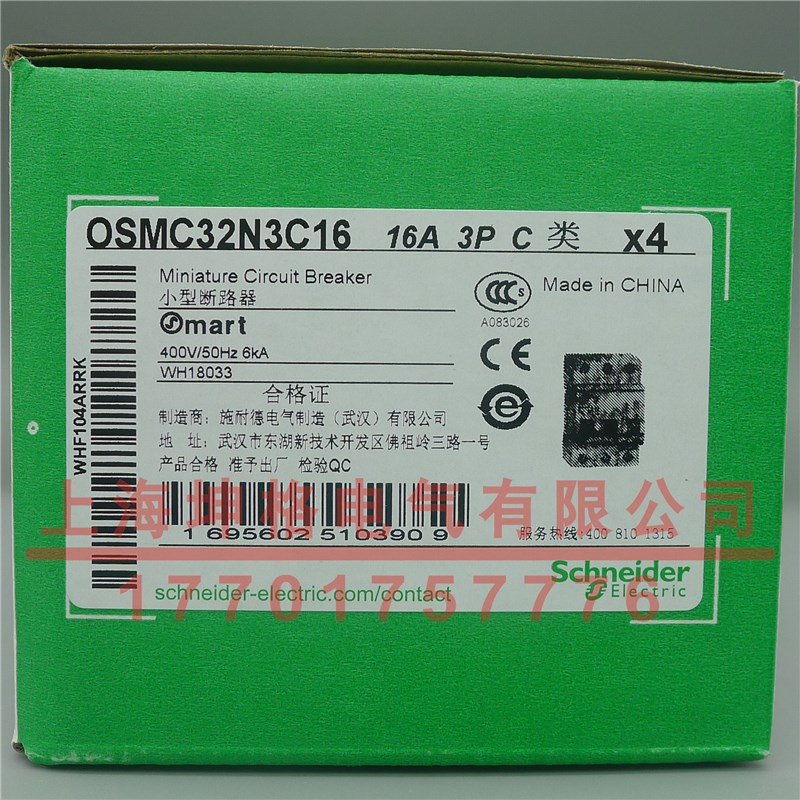 OSMC32N3C16 16A 3P C 类 x4
Miniature Circuit Breaker
小型断路器
Smart
400V/50Hz 6kA
WH18033
CCC S
A083026
Made in CHINA
CE
合格证
制造商: 施耐德电气制造（武汉）有限公司
地 址: 武汉市东湖新技术开发区佛祖岭三路一号
产品合格 准予出厂 检验QC
WHF104ARRK
上海坤格电气有限公司
1 695602 510390 9
服务热线:400 810 1315
17701757776
schneider-electric.com/contact
Schneider
Electric